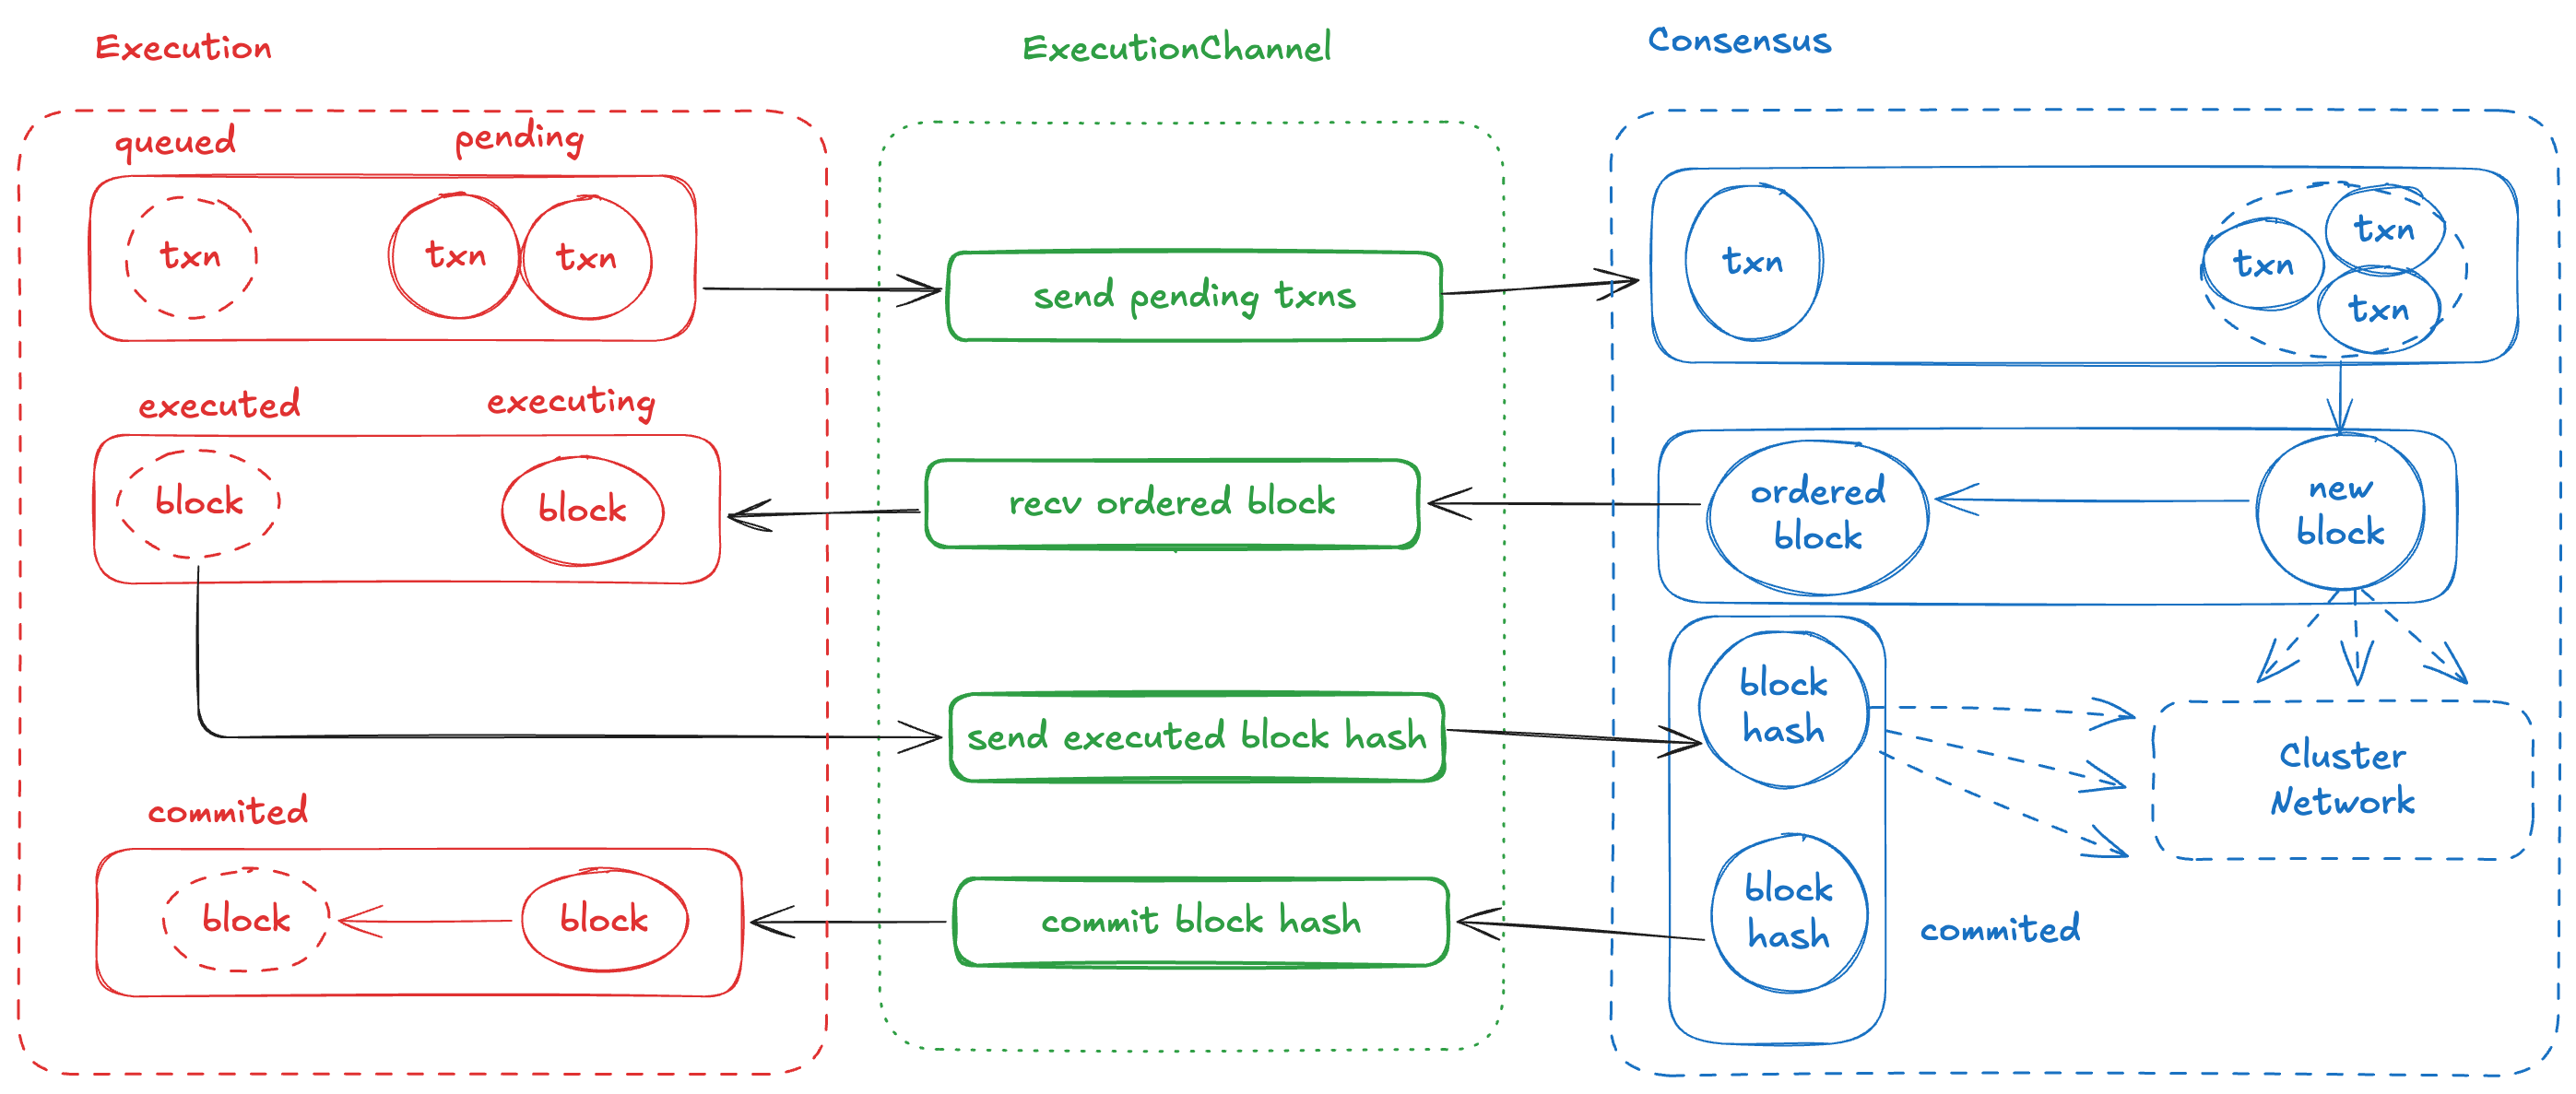 Execution
ExecutionChannel
Consensus
queued
pending
txn
txn
txn
send pending txns
txn
txn
txn
txn
executed
executing
block
block
recv ordered block
ordered
block
new
block
send executed block hash
block
hash
Cluster
Network
commited
block
block
commit block hash
block
hash
commited